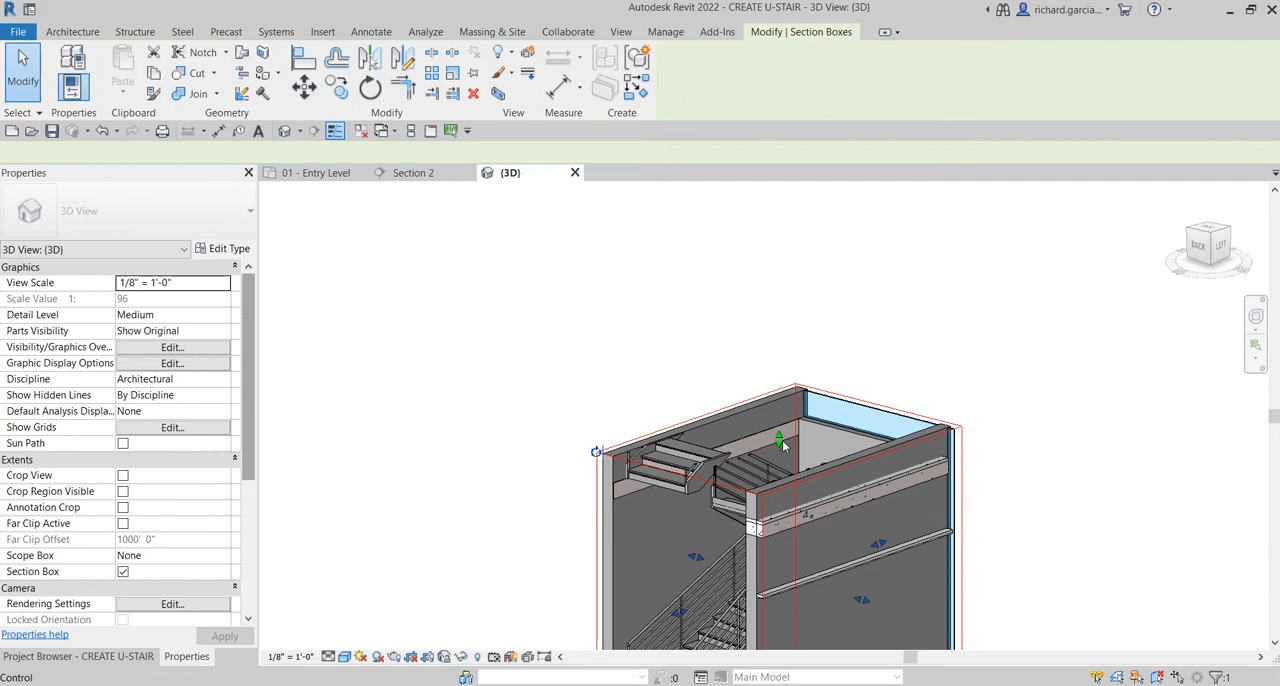 Autodesk Revit 2022 - CREATE U-STAIR - 3D View: {3D}
richard.garcia...
File Architecture Structure Steel Precast Systems Insert Annotate Analyze Massing & Site Collaborate View Manage Add-Ins Modify | Section Boxes
Modify
Paste
Notch
Cut
Join
Select Properties Clipboard Geometry Modify View Measure Create
Properties
01 - Entry Level
Section 2
{3D}
3D View
3D View: {3D}
Edit Type
Graphics
View Scale 1/8" = 1'-0"
Scale Value 1: 96
Detail Level Medium
Parts Visibility Show Original
Visibility/Graphics Ove... Edit...
Graphic Display Options Edit...
Discipline Architectural
Show Hidden Lines By Discipline
Default Analysis Displa... None
Show Grids Edit...
Sun Path
Extents
Crop View
Crop Region Visible
Annotation Crop
Far Clip Active
Far Clip Offset 1000' 0"
Scope Box None
Section Box
Camera
Rendering Settings Edit...
Locked Orientation
Properties help
Apply
Project Browser - CREATE U-STAIR
Properties
1/8" = 1'-0"
Control
:0
Main Model
:1
BACK
LEFT